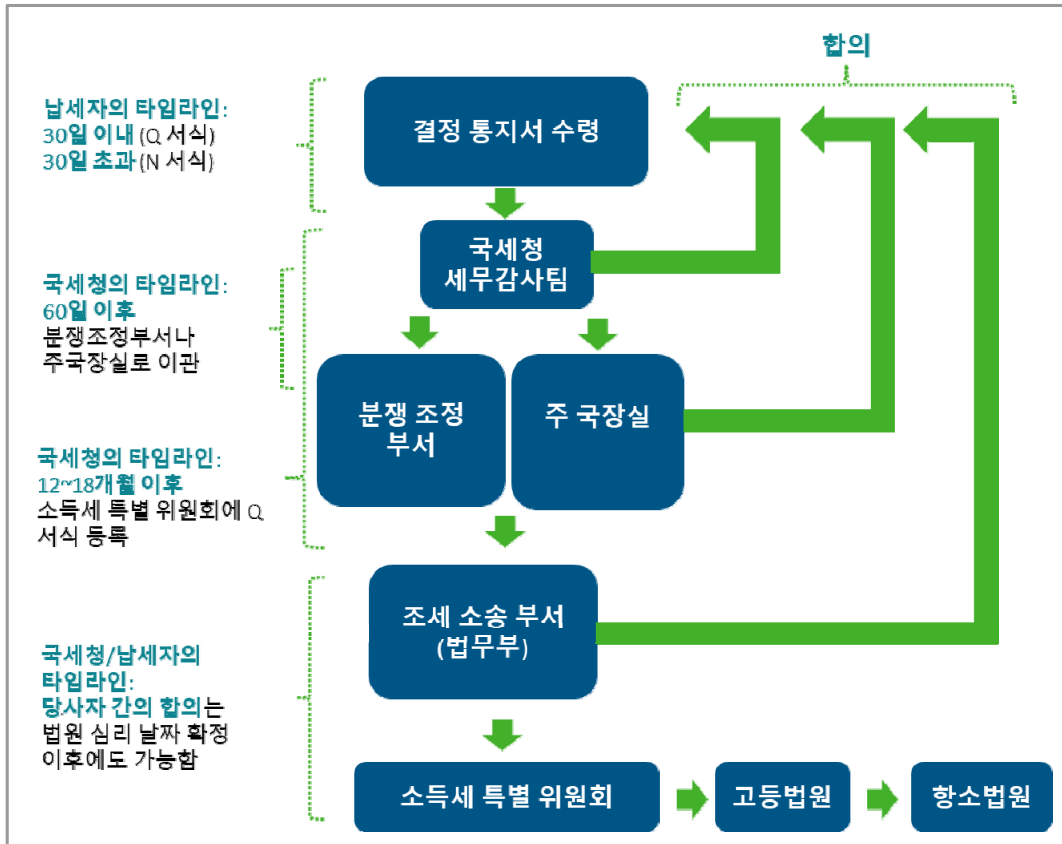 합의
납세자의 타임라인:
30일 이내 (Q 서식)
30일 초과 (N 서식)
결정 통지서 수령
국세청
세무감사팀
국세청의 타임라인:
60일 이후
분쟁조정부서나
주국장실로 이관
분쟁 조정
부서
주 국장실
국세청의 타임라인:
12~18개월 이후
소득세 특별 위원회에 Q
서식 등록
조세 소송 부서
(법무부)
국세청/납세자의
타임라인:
당사자 간의 합의는
법원 심리 날짜 확정
이후에도 가능함
소득세 특별 위원회
고등법원
항소법원